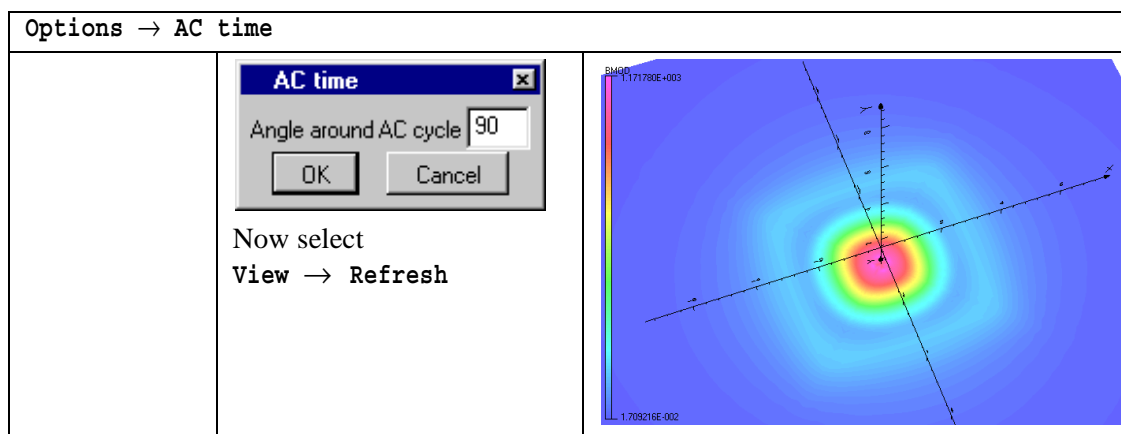 Options → AC time
AC time
Angle around AC cycle 90
OK Cancel
Now select
View → Refresh
BMOD
1.171780E+003
Y
X
1.709216E-002